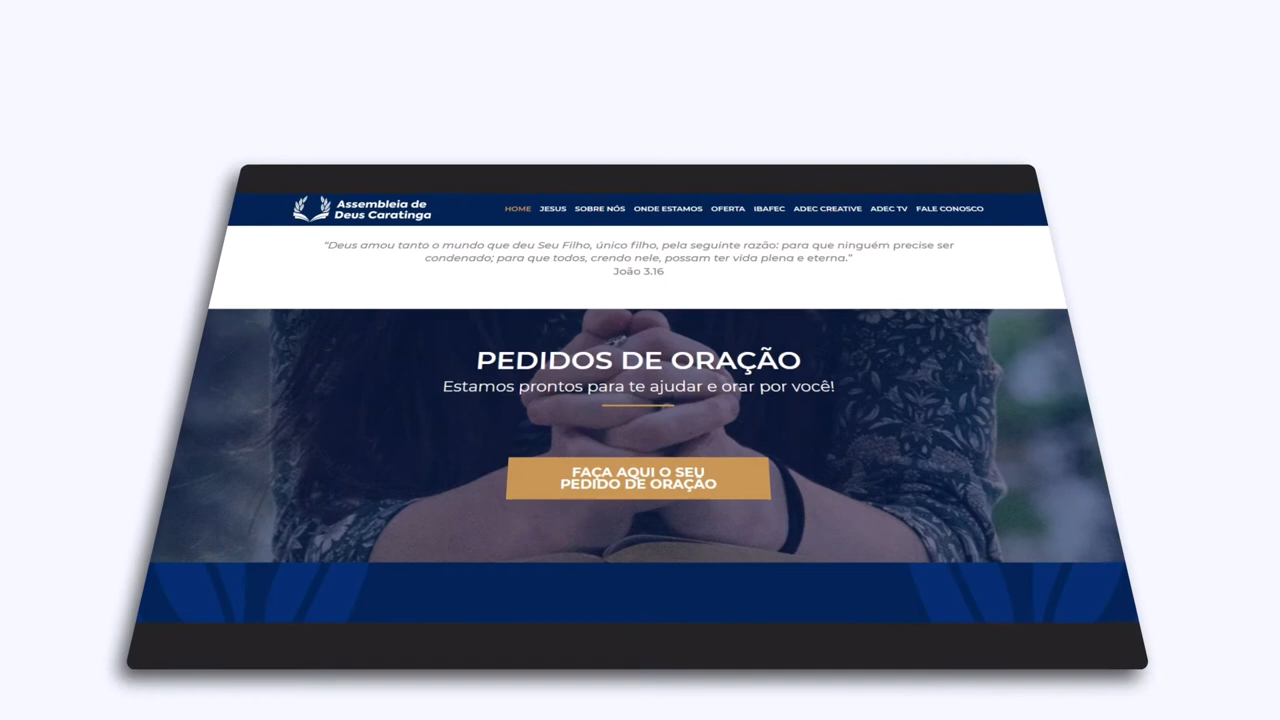 Assembleia de
Deus Caratinga
HOME JESUS SOBRE NÓS ONDE ESTAMOS OFERTA IBAFEC ADEC CREATIVE ADEC TV FALE CONOSCO
“Deus amou tanto o mundo que deu Seu Filho, único filho, pela seguinte razão: para que ninguém precise ser
condenado; para que todos, crendo nele, possam ter vida plena e eterna.”
João 3.16
PEDIDOS DE ORAÇÃO
Estamos prontos para te ajudar e orar por você!
FAÇA AQUI O SEU
PEDIDO DE ORAÇÃO